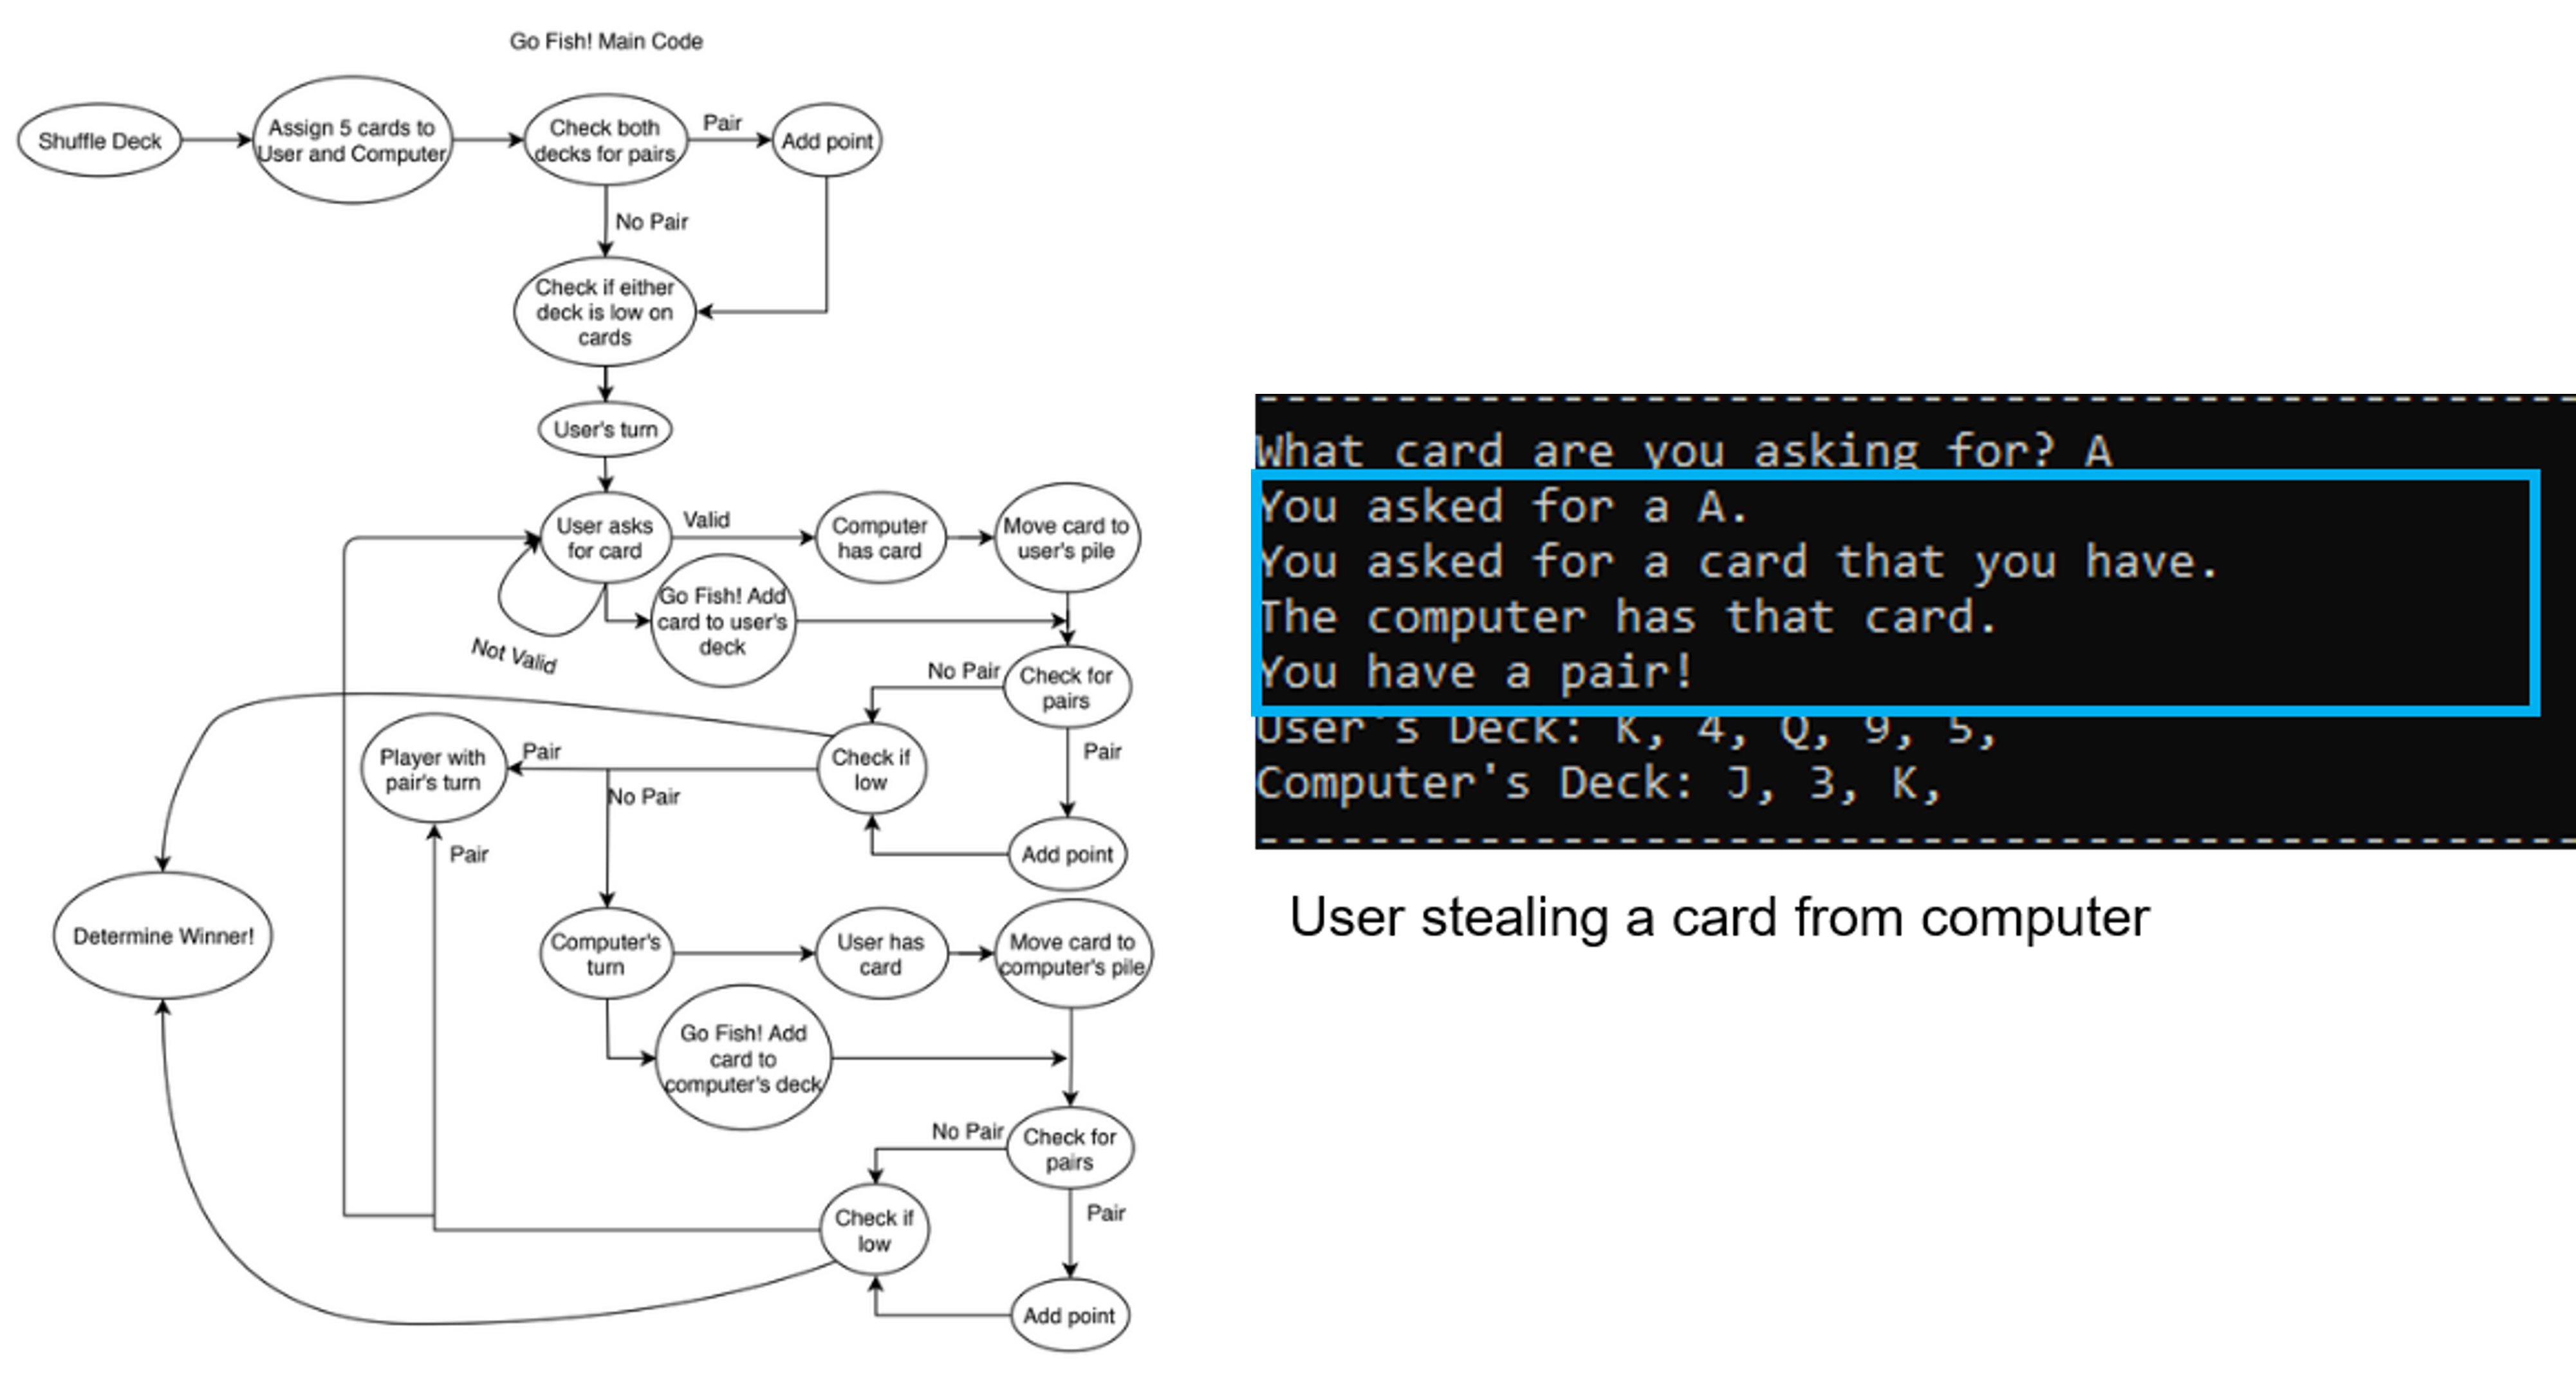 Go Fish! Main Code
Shuffle Deck
Assign 5 cards to
User and Computer
Check both
decks for pairs
Pair
Add point
No Pair
Check if either
deck is low on
cards
User's turn
User asks
for card
Valid
Computer
has card
Move card to
user's pile
Not Valid
Go Fish! Add
card to user's
deck
Check for
pairs
No Pair
Pair
Add point
Check if
low
Pair
Player with
pair's turn
No Pair
Pair
Determine Winner!
Computer's
turn
User has
card
Move card to
computer's pile
Go Fish! Add
card to
computer's deck
Check for
pairs
No Pair
Pair
Add point
Check if
low
What card are you asking for? A
You asked for a A.
You asked for a card that you have.
The computer has that card.
You have a pair!
User's Deck: K, 4, Q, 9, 5,
Computer's Deck: J, 3, K,
User stealing a card from computer